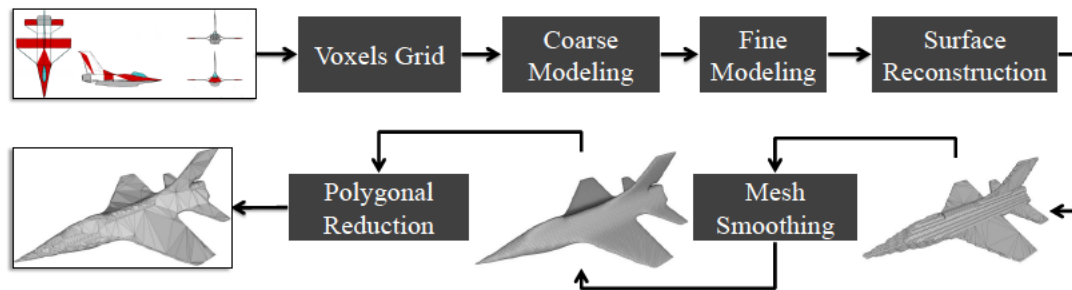 Voxels Grid
Coarse
Modeling
Fine
Modeling
Surface
Reconstruction
Polygonal
Reduction
Mesh
Smoothing